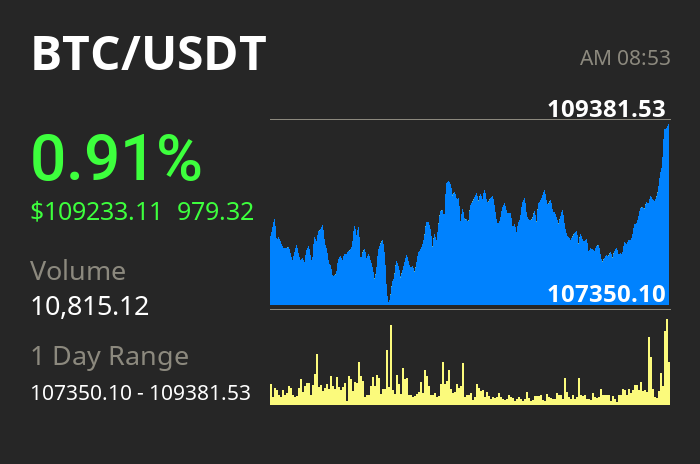 BTC/USDT
AM 08:53
109381.53
0.91%
$109233.11 979.32
Volume
10,815.12
107350.10
1 Day Range
107350.10 - 109381.53